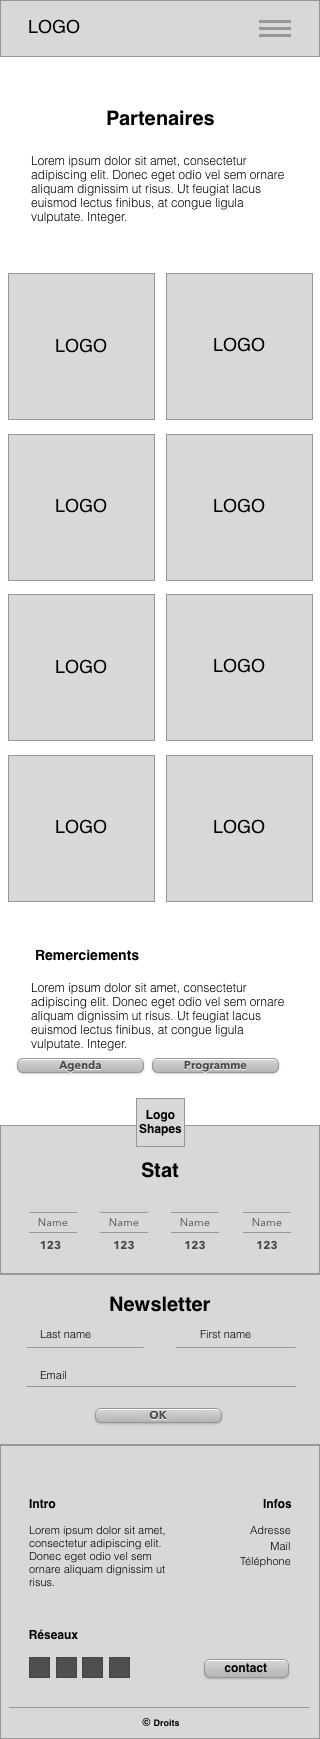 LOGO
Partenaires
Lorem ipsum dolor sit amet, consectetur
adipiscing elit. Donec eget odio vel sem ornare
aliquam dignissim ut risus. Ut feugiat lacus
euismod lectus finibus, at congue ligula
vulputate. Integer.
LOGO LOGO
LOGO LOGO
LOGO LOGO
LOGO LOGO
Remerciements
Lorem ipsum dolor sit amet, consectetur
adipiscing elit. Donec eget odio vel sem ornare
aliquam dignissim ut risus. Ut feugiat lacus
euismod lectus finibus, at congue ligula
vulputate. Integer.
Agenda Programme
Logo
Shapes
Stat
Name Name Name Name
123 123 123 123
Newsletter
Last name First name
Email
OK
Intro
Lorem ipsum dolor sit amet,
consectetur adipiscing elit.
Donec eget odio vel sem
ornare aliquam dignissim ut
risus.
Infos
Adresse
Mail
Téléphone
Réseaux
contact
© Droits